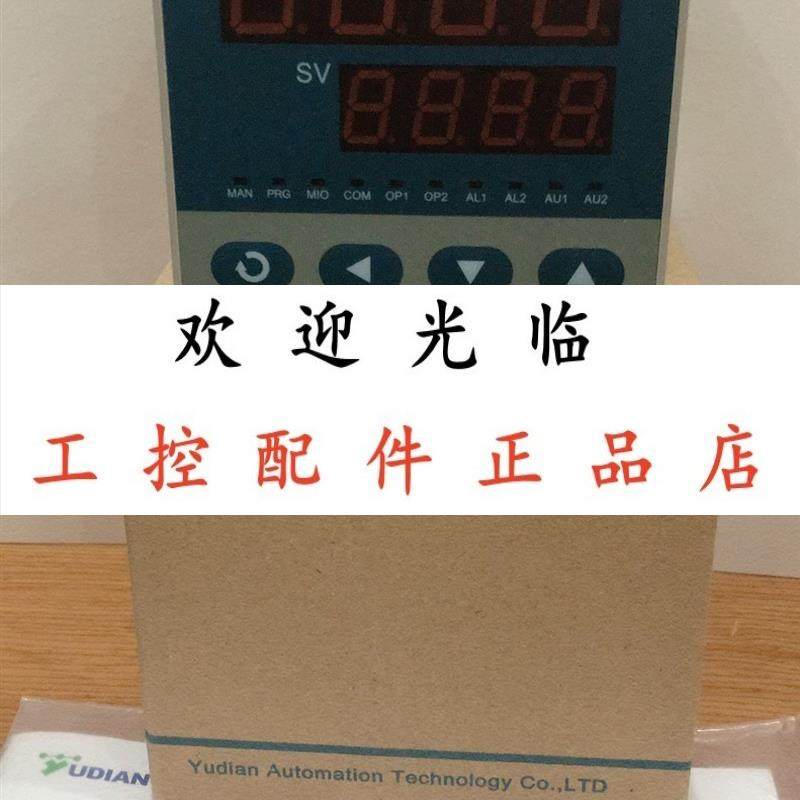 SV
MAN PRG MIO COM OP1 OP2 AL1 AL2 AU1 AU2
欢迎光临
工控配件正品店
YUDIAN
Yudian Automation Technology Co.,LTD